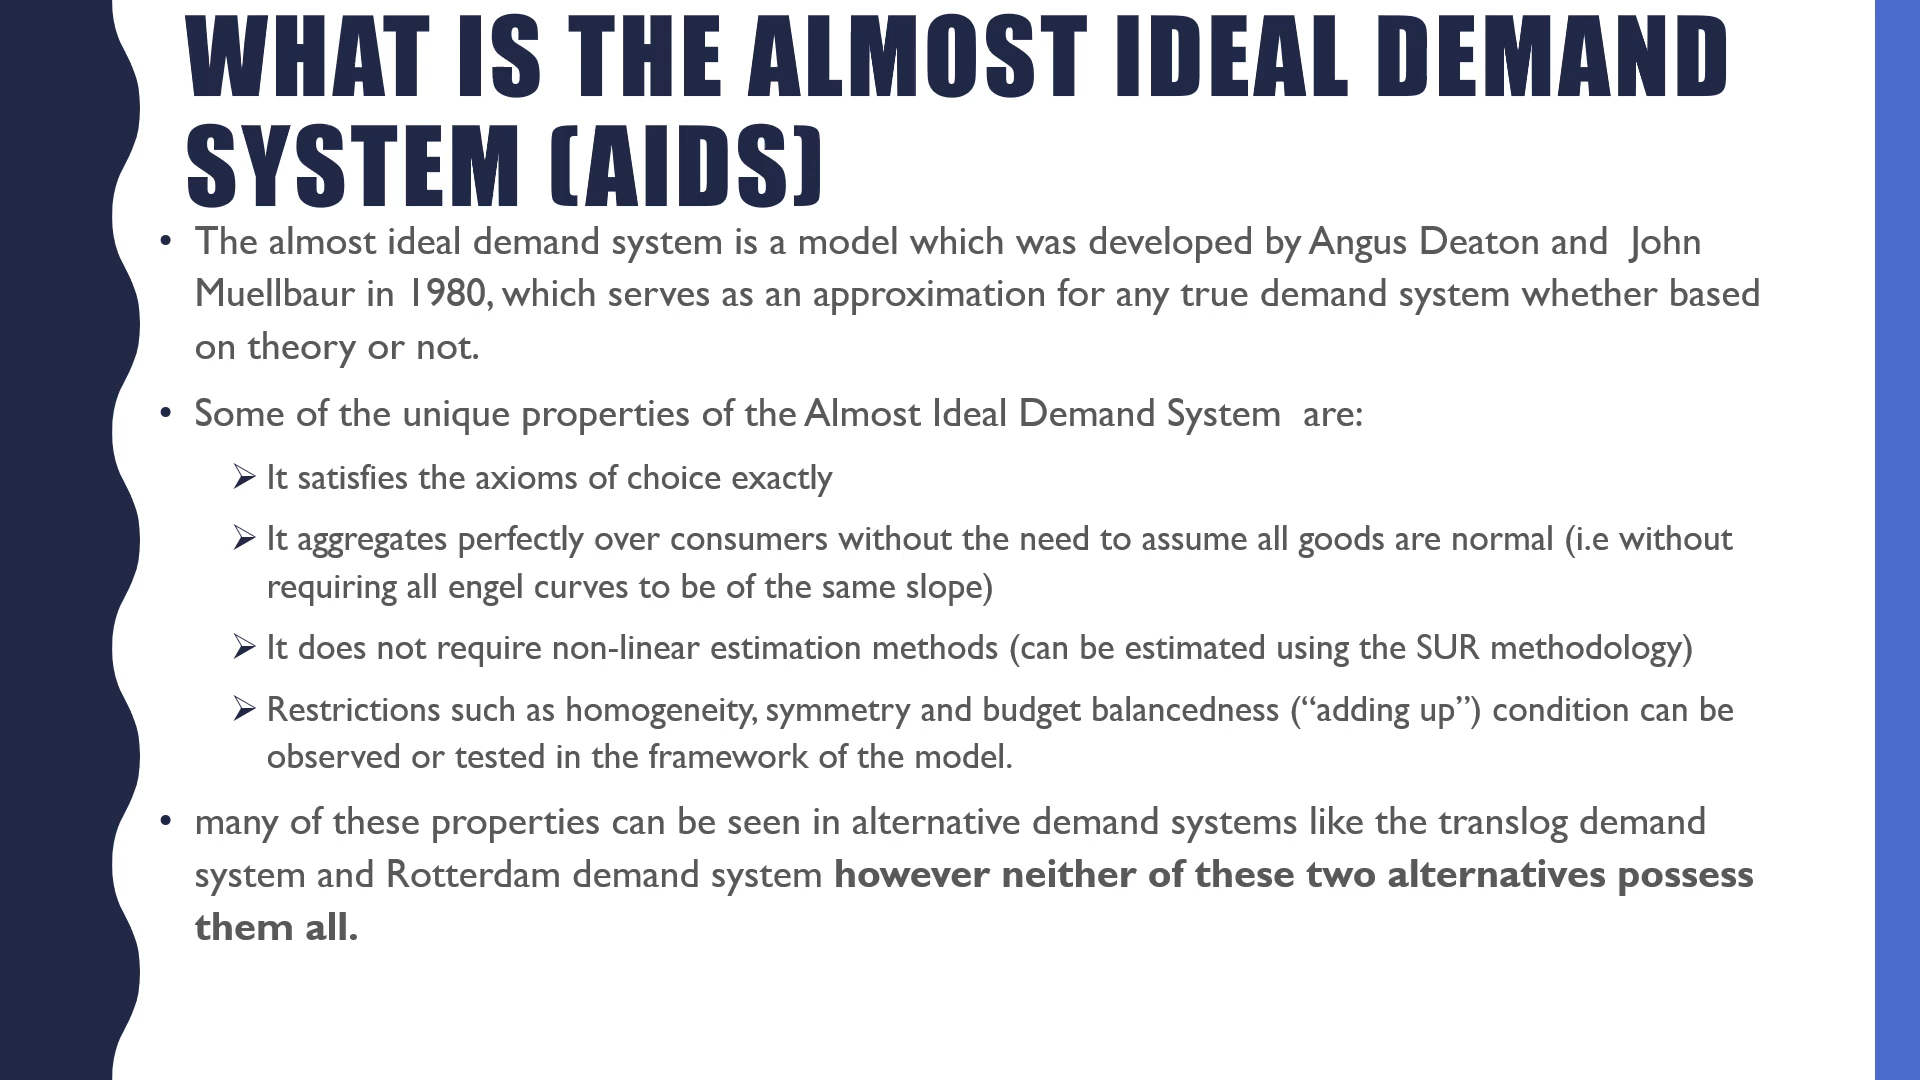 WHAT IS THE ALMOST IDEAL DEMAND
SYSTEM (AIDS)
• The almost ideal demand system is a model which was developed by Angus Deaton and  John
Muellbaur in 1980, which serves as an approximation for any true demand system whether based
on theory or not.
• Some of the unique properties of the Almost Ideal Demand System  are:
➢ It satisfies the axioms of choice exactly
➢ It aggregates perfectly over consumers without the need to assume all goods are normal (i.e without
requiring all engel curves to be of the same slope)
➢ It does not require non-linear estimation methods (can be estimated using the SUR methodology)
➢ Restrictions such as homogeneity, symmetry and budget balancedness (“adding up”) condition can be
observed or tested in the framework of the model.
• many of these properties can be seen in alternative demand systems like the translog demand
system and Rotterdam demand system however neither of these two alternatives possess
them all.